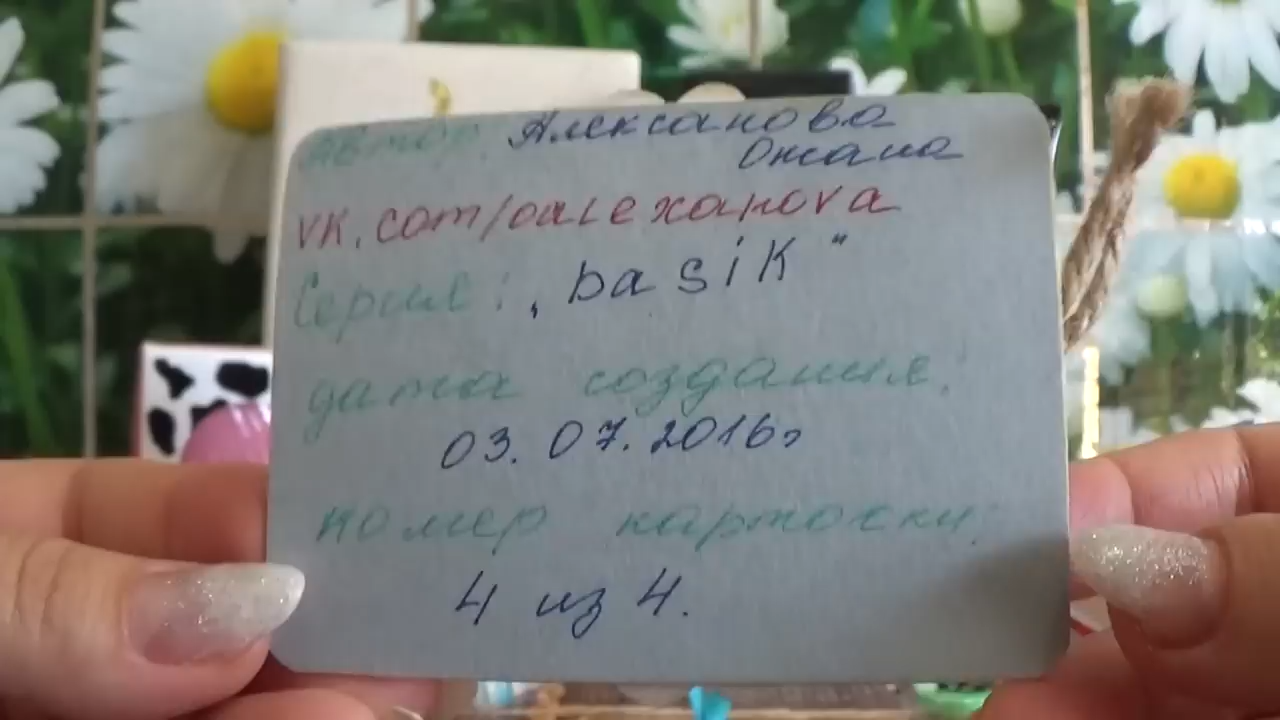 Автор: Алексанова
Оксана
vk.com/oalexanova
Серия: „basik"
дата создания:
03.07.2016г
номер карточки:
4 из 4.